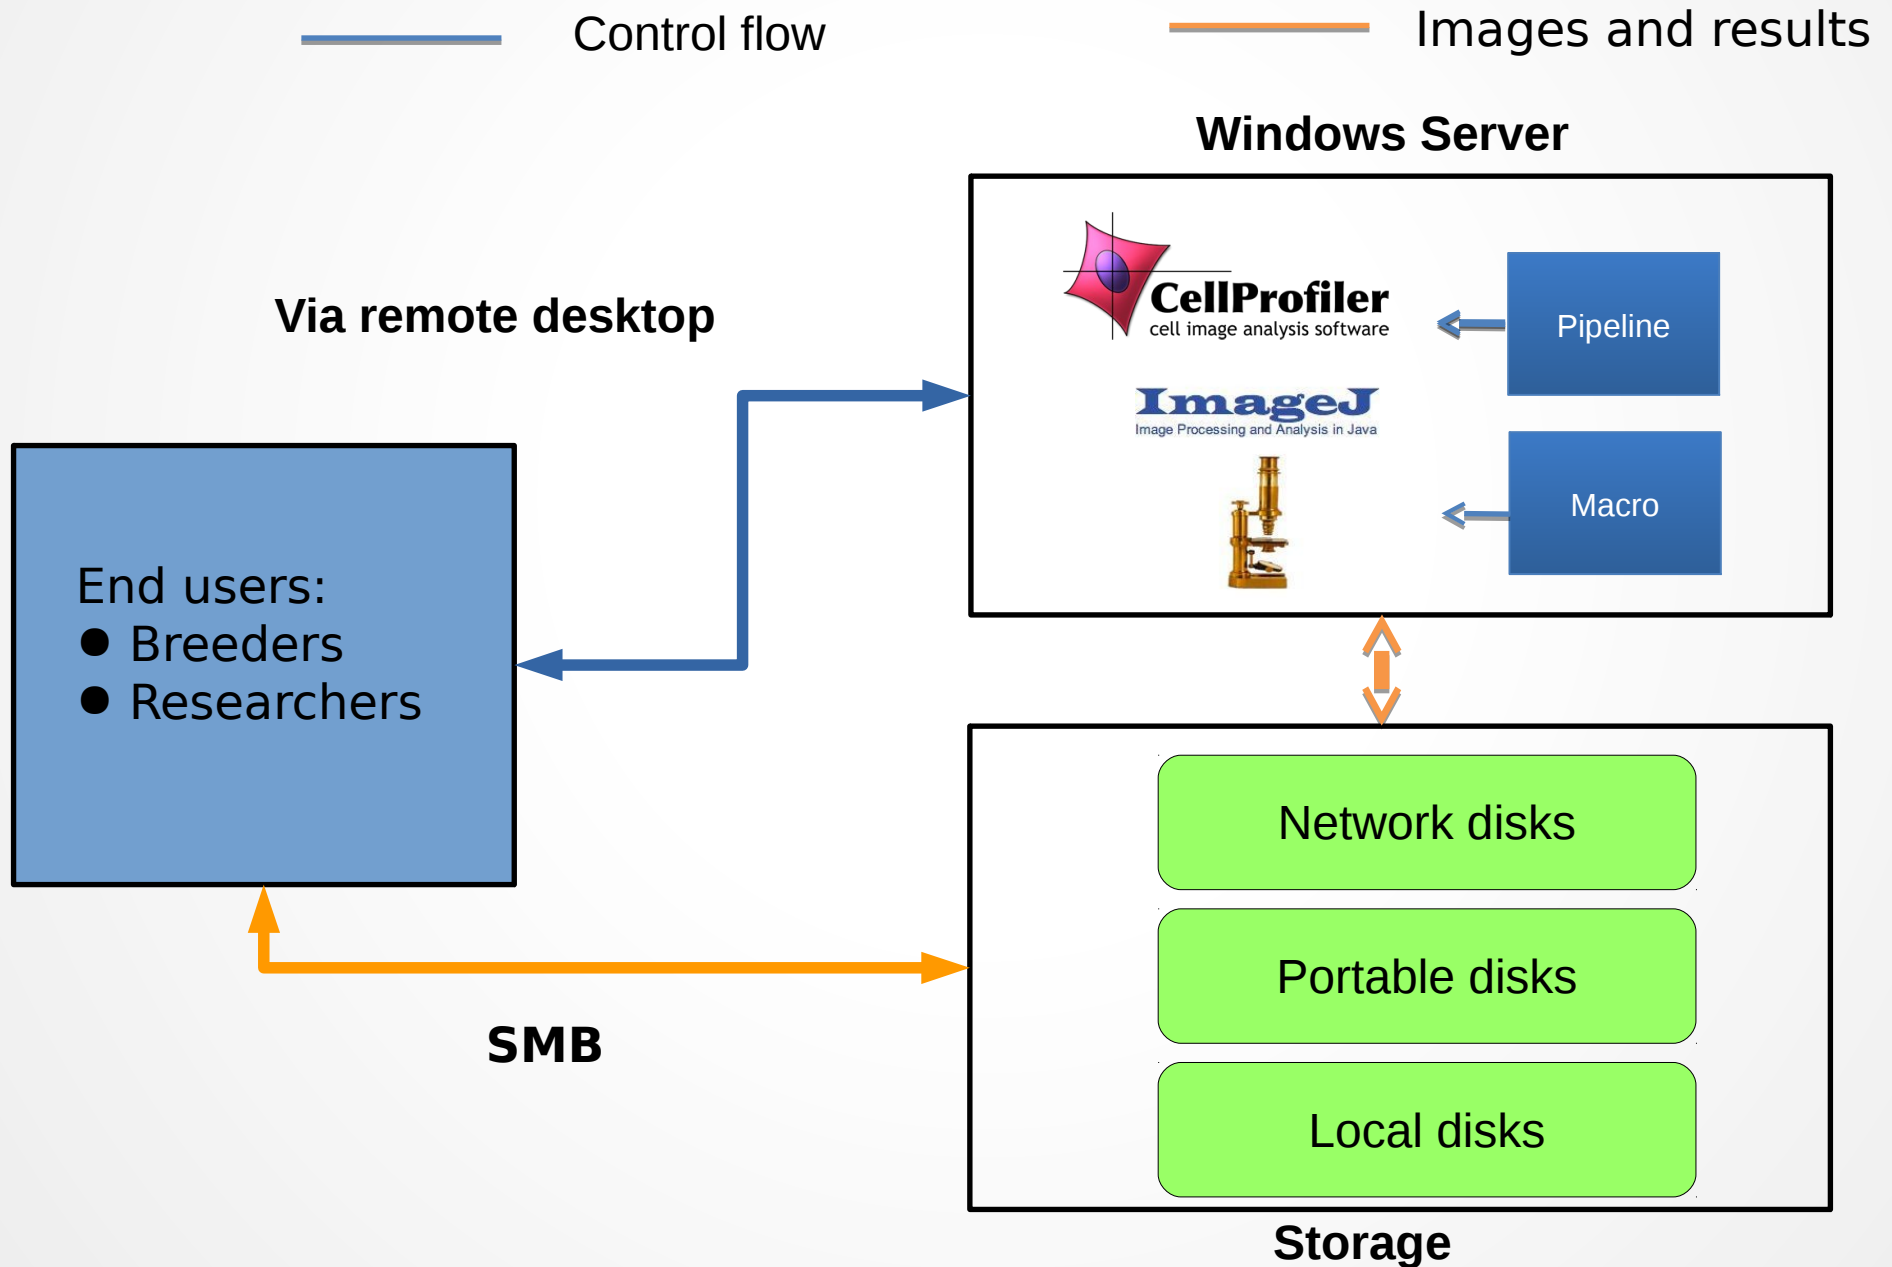 Control flow
Images and results
Windows Server
CellProfiler
cell image analysis software
Pipeline
Via remote desktop
ImageJ
Image Processing and Analysis in Java
Macro
End users:
● Breeders
● Researchers
Network disks
Portable disks
SMB
Local disks
Storage